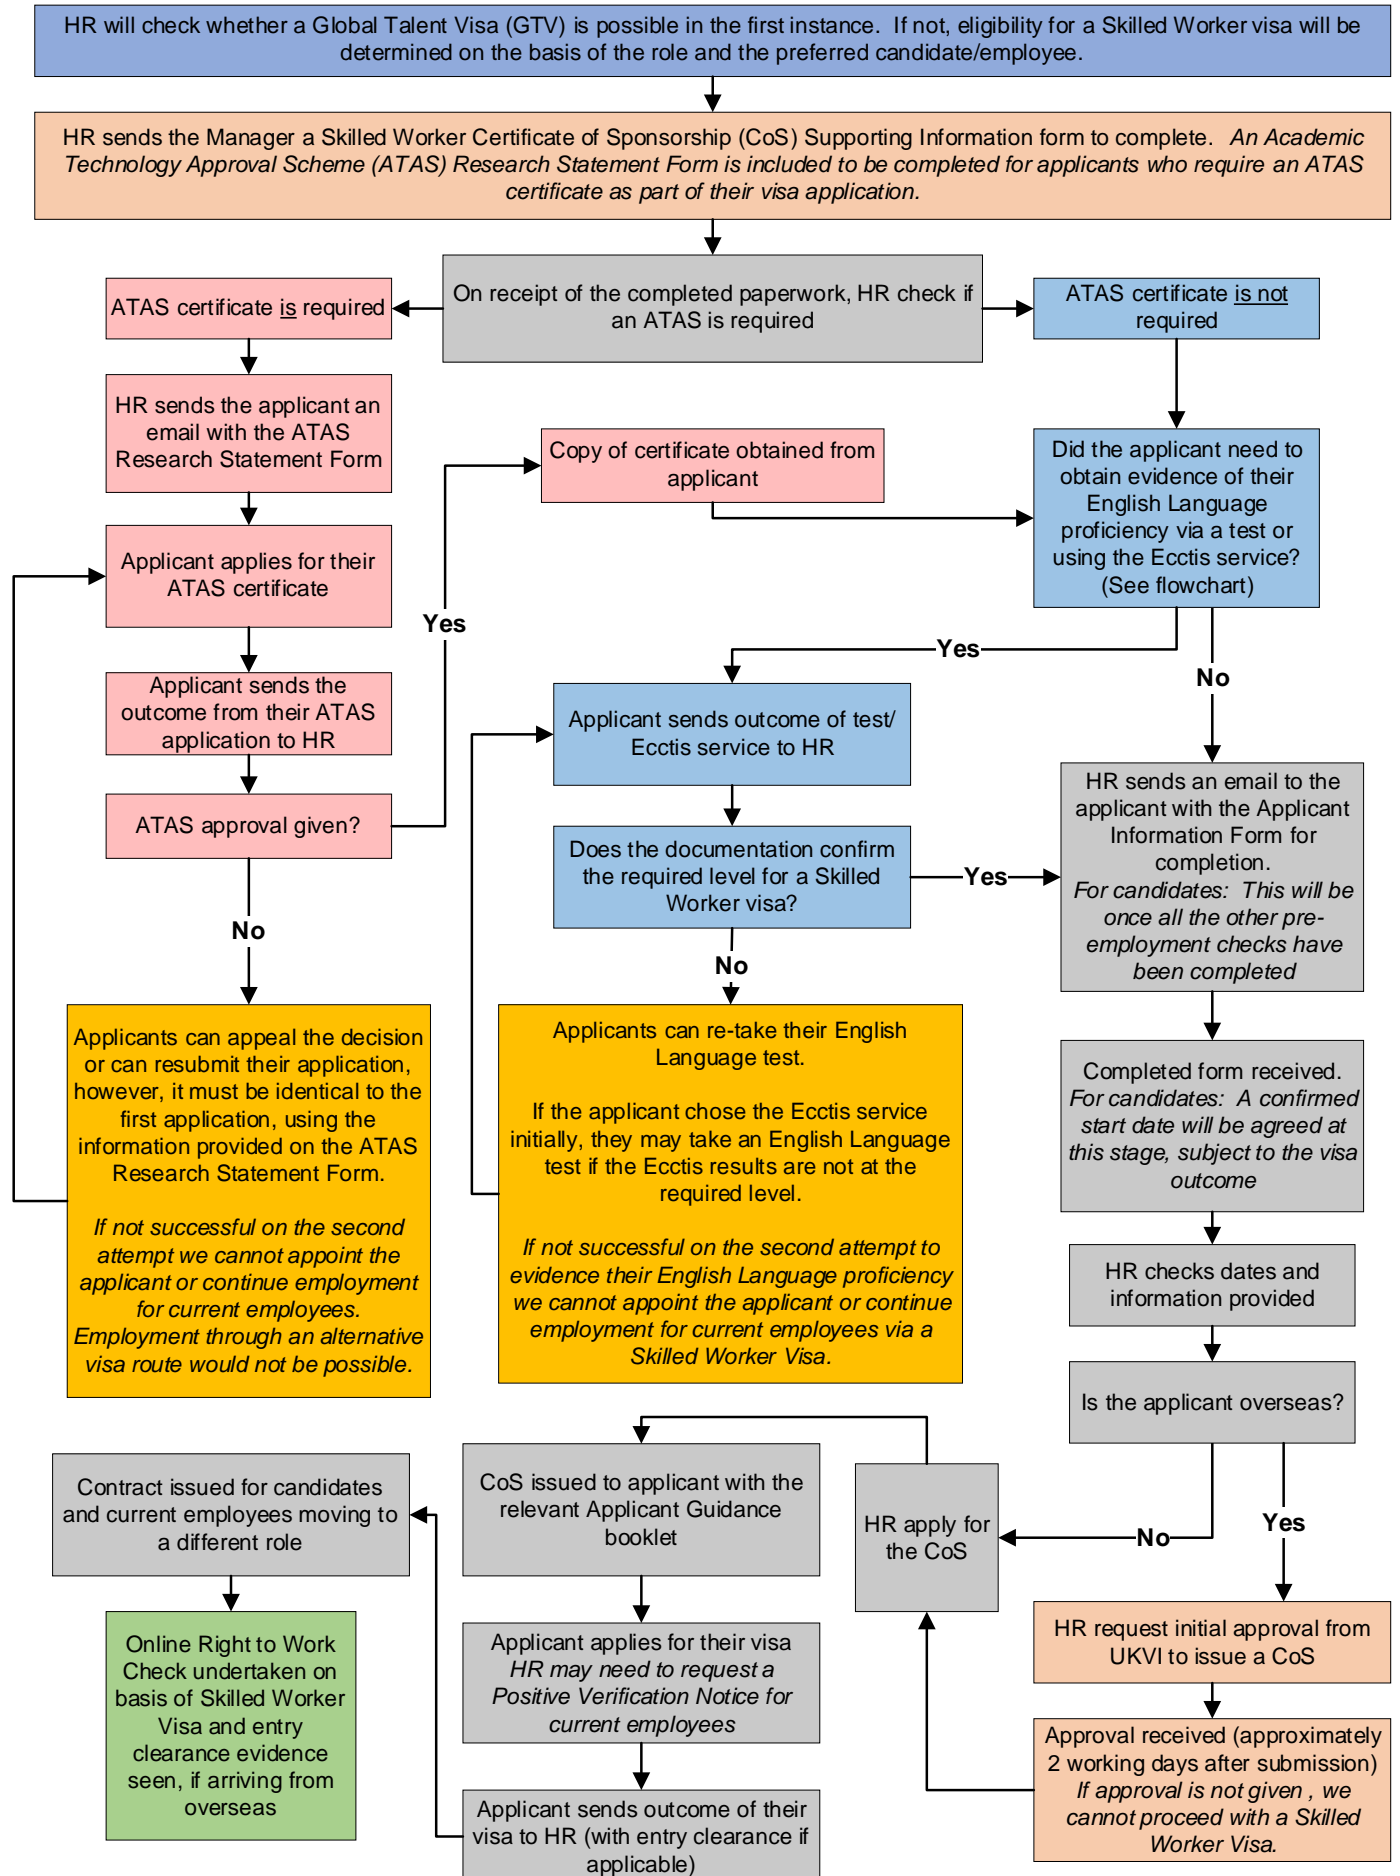 HR will check whether a Global Talent Visa (GTV) is possible in the first instance.  If not, eligibility for a Skilled Worker visa will be
determined on the basis of the role and the preferred candidate/employee.
HR sends the Manager a Skilled Worker Certificate of Sponsorship (CoS) Supporting Information form to complete.  An Academic
Technology Approval Scheme (ATAS) Research Statement Form is included to be completed for applicants who require an ATAS
certificate as part of their visa application.
On receipt of the completed paperwork, HR check if
an ATAS is required
ATAS certificate is required
ATAS certificate is not
required
HR sends the applicant an
email with the ATAS
Research Statement Form
Copy of certificate obtained from
applicant
Did the applicant need to
obtain evidence of their
English Language
proficiency via a test or
using the Ecctis service?
(See flowchart)
Applicant applies for their
ATAS certificate
Yes
Yes
No
Applicant sends the
outcome from their ATAS
application to HR
Applicant sends outcome of test/
Ecctis service to HR
ATAS approval given?
HR sends an email to the
applicant with the Applicant
Information Form for
completion.
For candidates:  This will be
once all the other pre-
employment checks have
been completed
Does the documentation confirm
the required level for a Skilled
Worker visa?
Yes
No
No
Applicants can appeal the decision
or can resubmit their application,
however, it must be identical to the
first application, using the
information provided on the ATAS
Research Statement Form.
If not successful on the second
attempt we cannot appoint the
applicant or continue employment
for current employees.
Employment through an alternative
visa route would not be possible.
Applicants can re-take their English
Language test.
If the applicant chose the Ecctis service
initially, they may take an English Language
test if the Ecctis results are not at the
required level.
If not successful on the second attempt to
evidence their English Language proficiency
we cannot appoint the applicant or continue
employment for current employees via a
Skilled Worker Visa.
Completed form received.
For candidates:  A confirmed
start date will be agreed at
this stage, subject to the visa
outcome
HR checks dates and
information provided
Is the applicant overseas?
No
Yes
HR request initial approval from
UKVI to issue a CoS
Approval received (approximately
2 working days after submission)
If approval is not given , we
cannot proceed with a Skilled
Worker Visa.
HR apply for
the CoS
CoS issued to applicant with the
relevant Applicant Guidance
booklet
Applicant applies for their visa
HR may need to request a
Positive Verification Notice for
current employees
Applicant sends outcome of their
visa to HR (with entry clearance if
applicable)
Contract issued for candidates
and current employees moving to
a different role
Online Right to Work
Check undertaken on
basis of Skilled Worker
Visa and entry
clearance evidence
seen, if arriving from
overseas